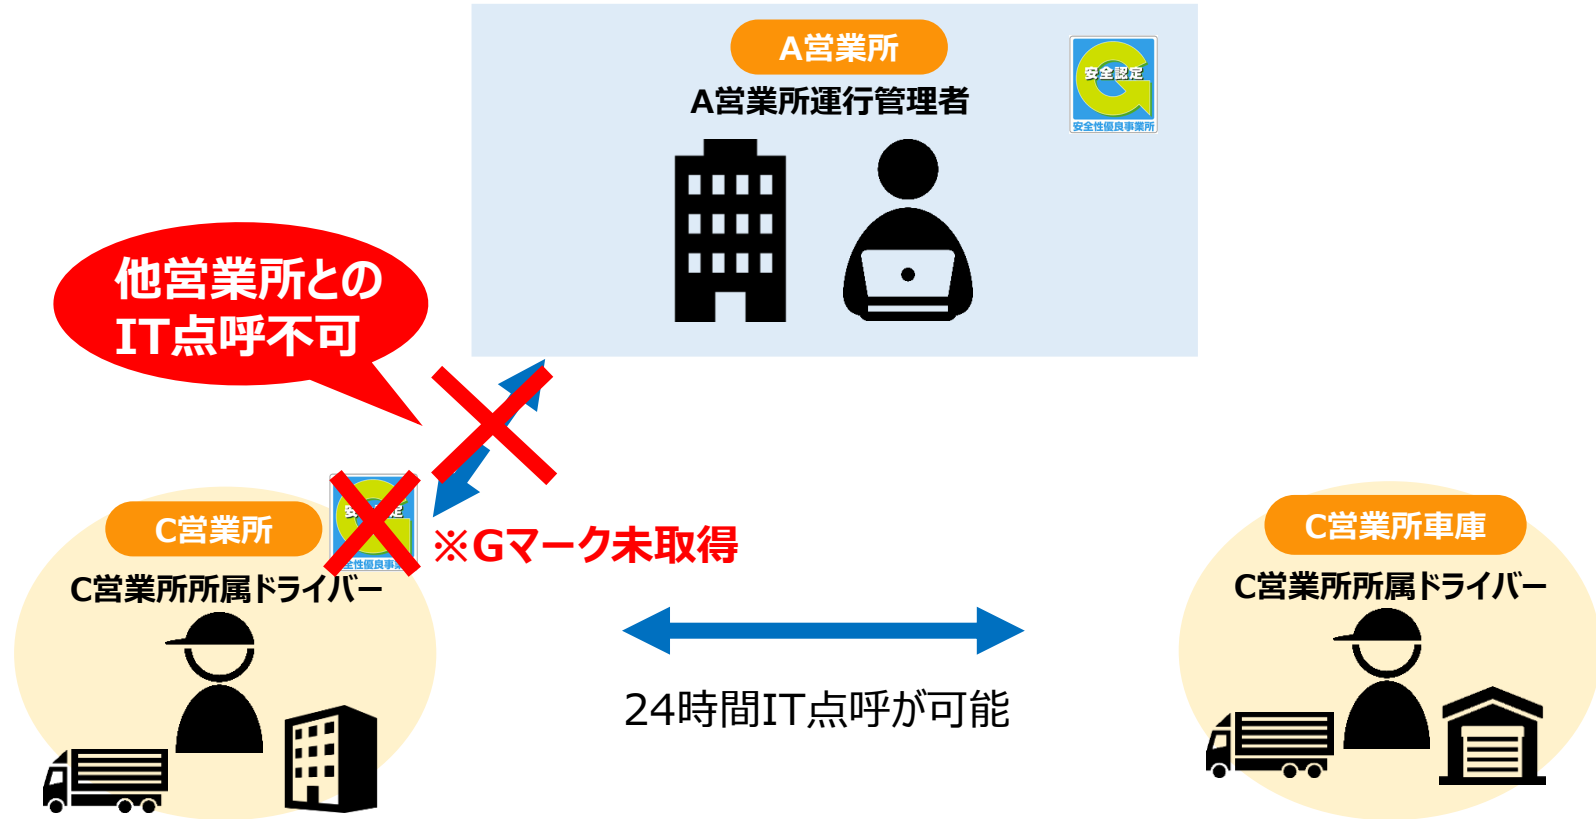 A営業所
A営業所運行管理者
安全認定
安全性優良事業所
他営業所との
IT点呼不可
C営業所
※Gマーク未取得
C営業所所属ドライバー
C営業所車庫
C営業所所属ドライバー
24時間IT点呼が可能